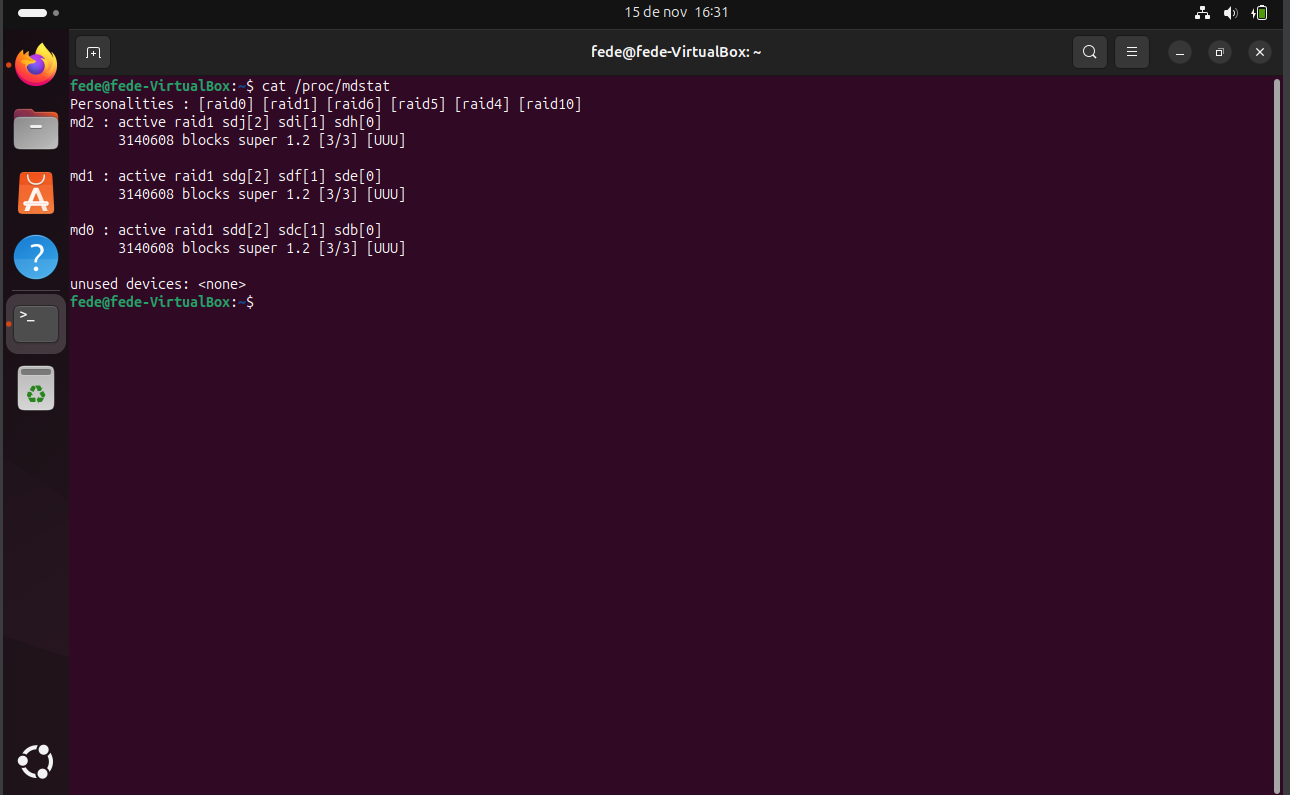 15 de nov 16:31
fede@fede-VirtualBox: ~
fede@fede-VirtualBox:~$ cat /proc/mdstat
Personalities : [raid0] [raid1] [raid6] [raid5] [raid4] [raid10]
md2 : active raid1 sdj[2] sdi[1] sdh[0]
      3140608 blocks super 1.2 [3/3] [UUU]

md1 : active raid1 sdg[2] sdf[1] sde[0]
      3140608 blocks super 1.2 [3/3] [UUU]

md0 : active raid1 sdd[2] sdc[1] sdb[0]
      3140608 blocks super 1.2 [3/3] [UUU]

unused devices: <none>
fede@fede-VirtualBox:~$